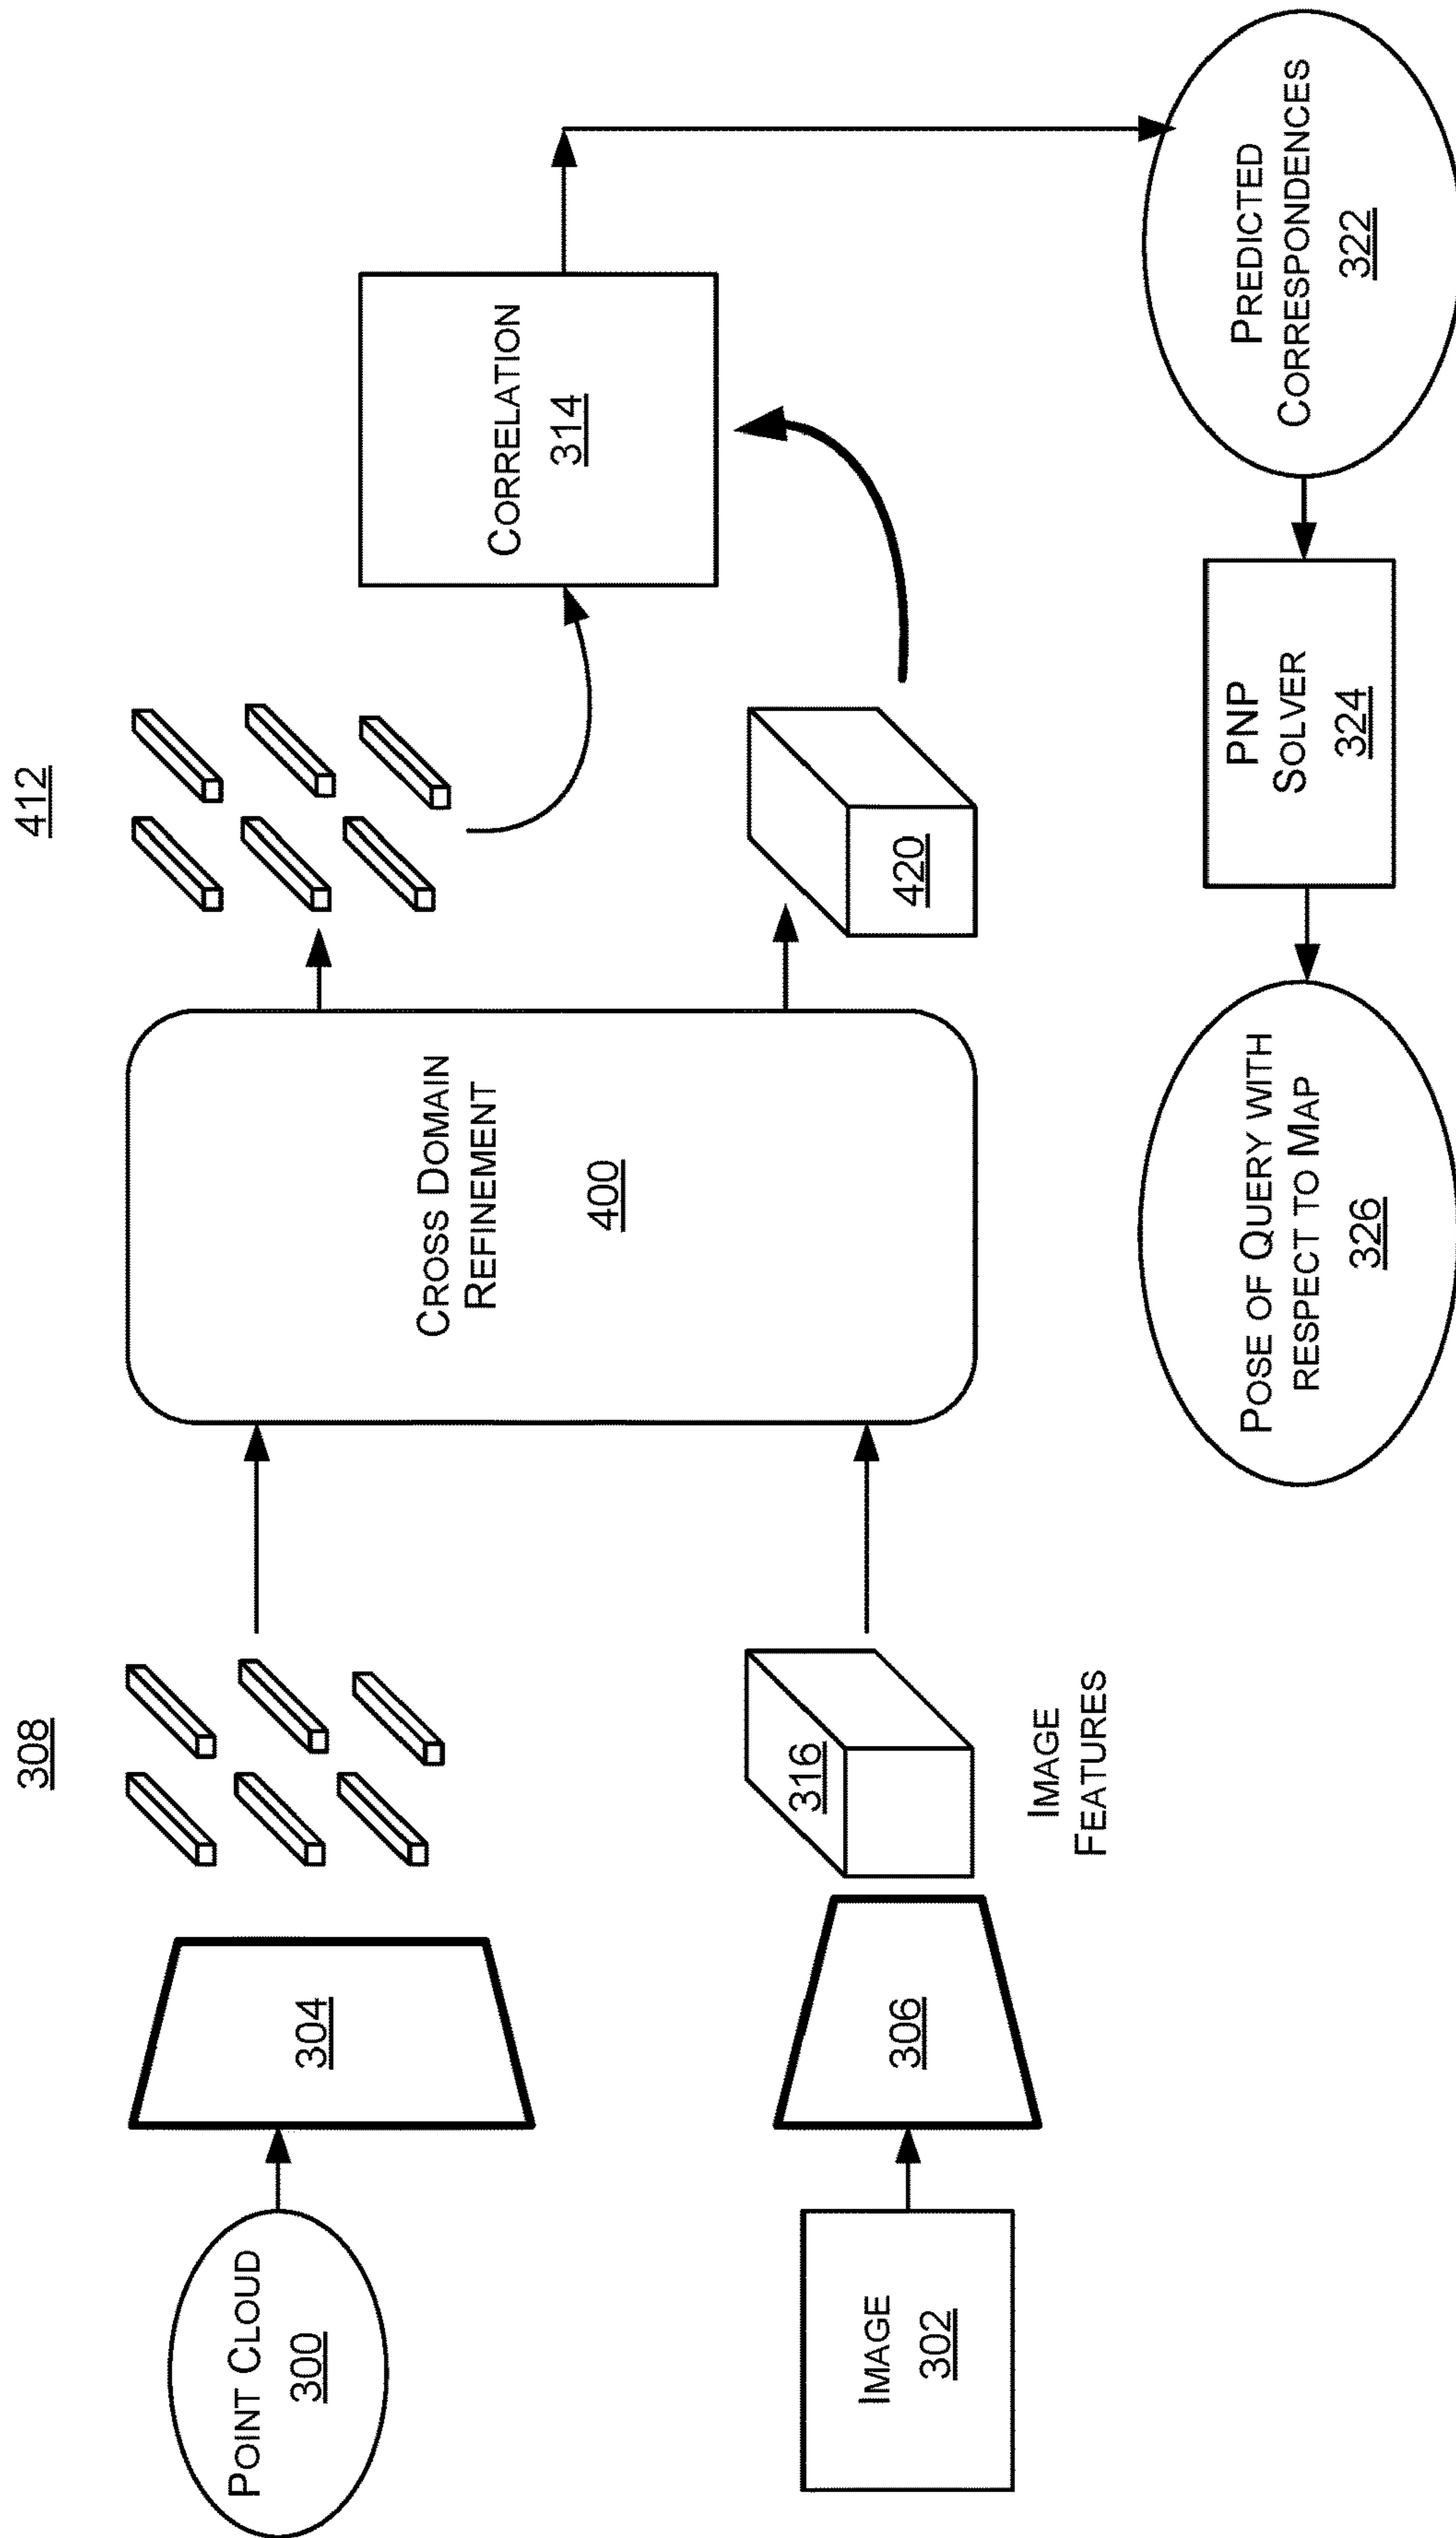 308
412
POINT CLOUD
300
304
CROSS DOMAIN
REFINEMENT
400
CORRELATION
314
IMAGE
302
306
316
420
IMAGE
FEATURES
POSE OF QUERY WITH
RESPECT TO MAP
326
PNP
SOLVER
324
PREDICTED
CORRESPONDENCES
322